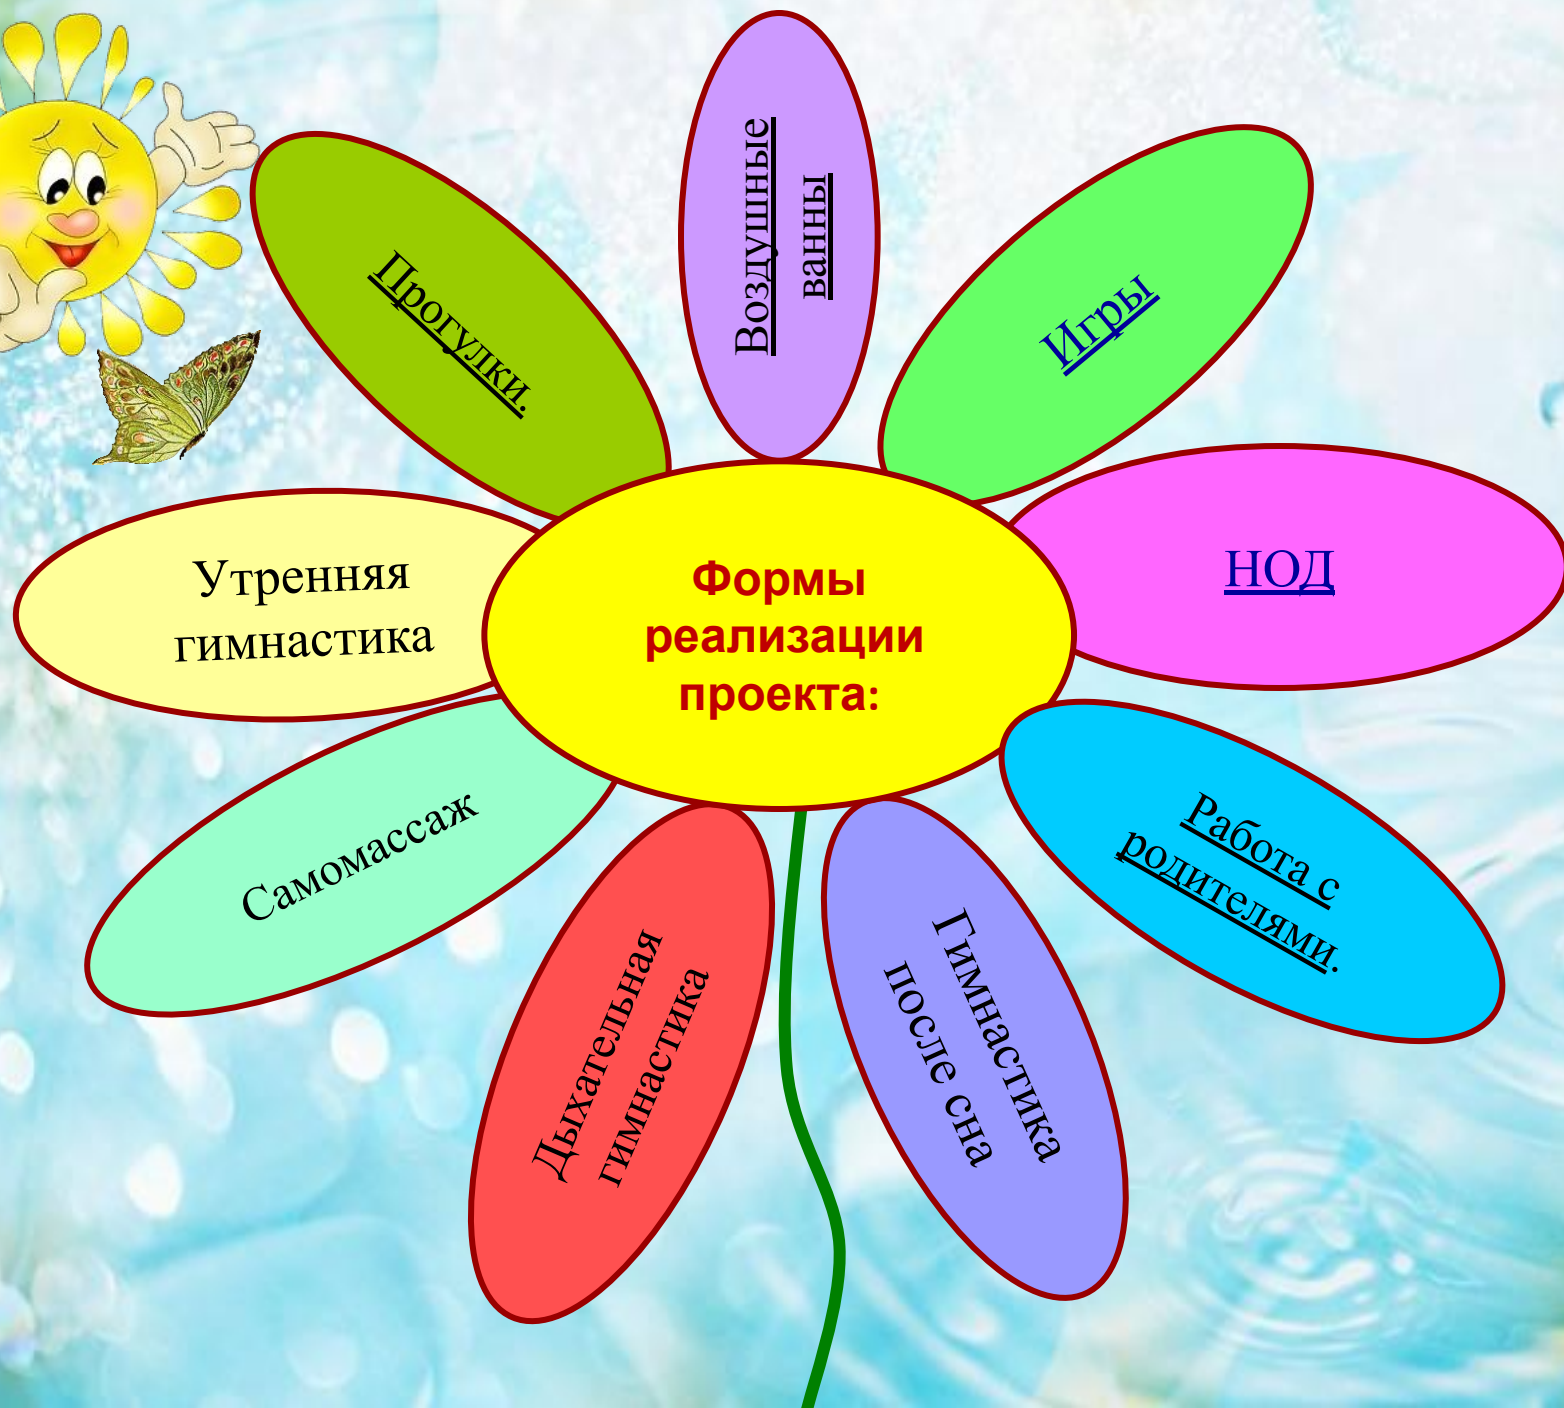 Формы
реализации
проекта:
Воздушные
ванны
Игры
НОД
Работа с
родителями.
Гимнастика
после сна
Дыхательная
гимнастика
Самомассаж
Утренняя
гимнастика
Прогулки.